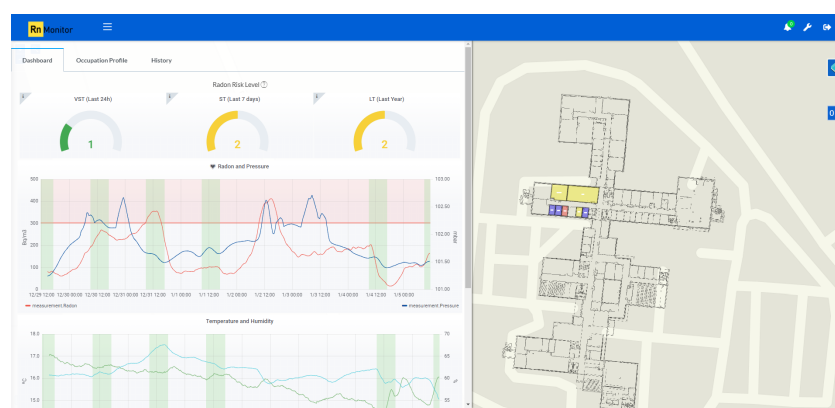 Rn Monitor
Dashboard Occupation Profile History
Radon Risk Level ?
VST (Last 24h) ST (Last 7 days) LT (Last Year)
1 2 2
Radon and Pressure
500 103.00
400 102.50
300
200 102.00
100 101.50
0 101.00
Bq/m3
mbar
12/29 12:00 12/30 00:00 12/30 12:00 12/31 00:00 12/31 12:00 1/1 00:00 1/1 12:00 1/2 00:00 1/2 12:00 1/3 00:00 1/3 12:00 1/4 00:00 1/4 12:00 1/5 00:00
measurement.Radon measurement.Pressure
Temperature and Humidity
18.0 70
17.0 65
16.0 60
15.0 55
ºC
%